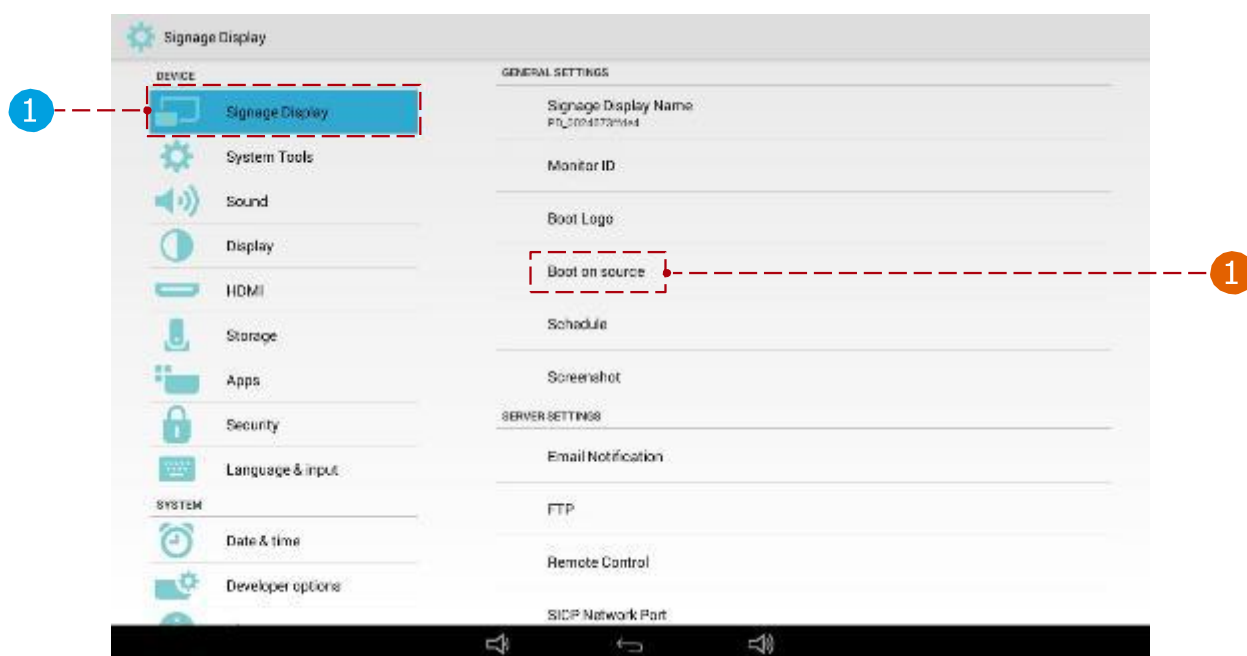 Signage Display
DEVICE
1
Signage Display
System Tools
Sound
Display
HDMI
Storage
Apps
Security
Language & input
SYSTEM
Date & time
Developer options
GENERAL SETTINGS
Signage Display Name
Monitor ID
Boot Logo
Boot on source
1
Schedule
Screenshot
SERVER SETTINGS
Email Notification
FTP
Remote Control
SICP Network Port